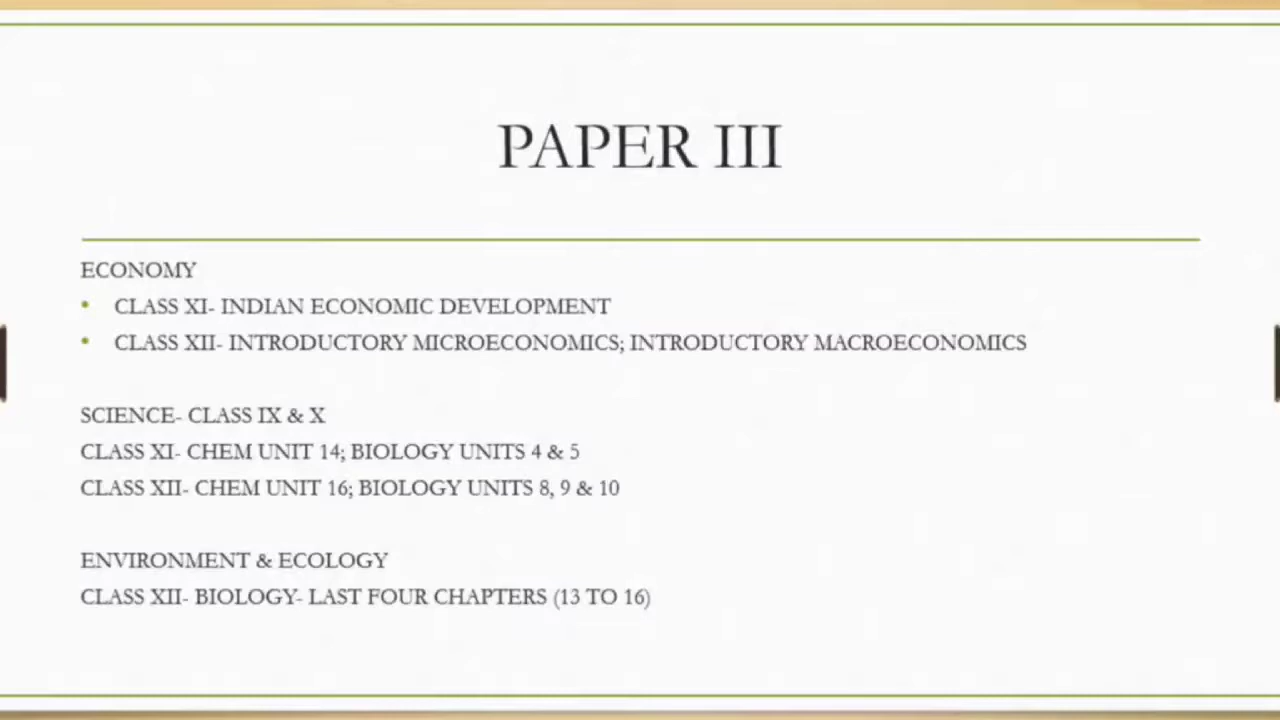 PAPER III
ECONOMY
• CLASS XI- INDIAN ECONOMIC DEVELOPMENT
• CLASS XII- INTRODUCTORY MICROECONOMICS; INTRODUCTORY MACROECONOMICS
SCIENCE- CLASS IX & X
CLASS XI- CHEM UNIT 14; BIOLOGY UNITS 4 & 5
CLASS XII- CHEM UNIT 16; BIOLOGY UNITS 8, 9 & 10
ENVIRONMENT & ECOLOGY
CLASS XII- BIOLOGY- LAST FOUR CHAPTERS (13 TO 16)